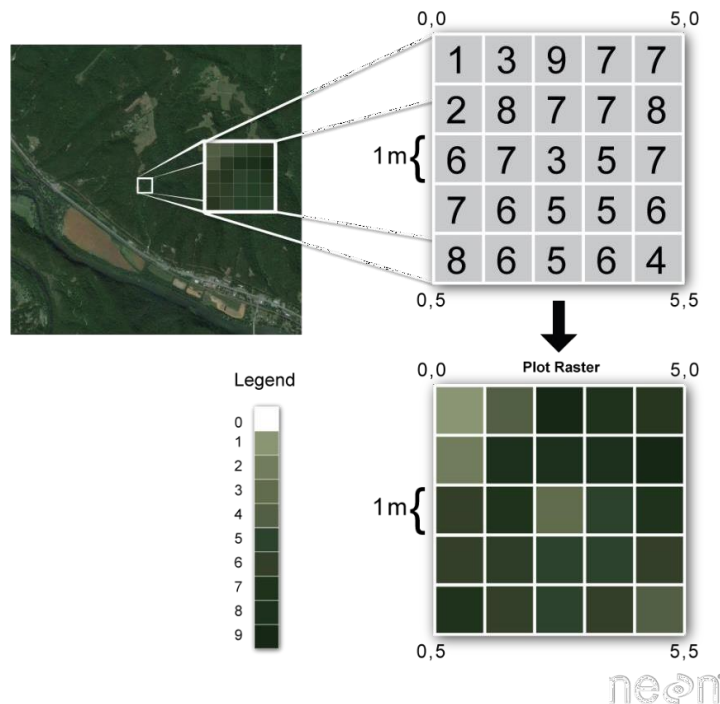 0,0 5,0
1 3 9 7 7
2 8 7 7 8
1m{ 6 7 3 5 7
7 6 5 5 6
8 6 5 6 4
0,5 5,5
Plot Raster
0,0 5,0
1m{
0,5 5,5
Legend
0
1
2
3
4
5
6
7
8
9
neon